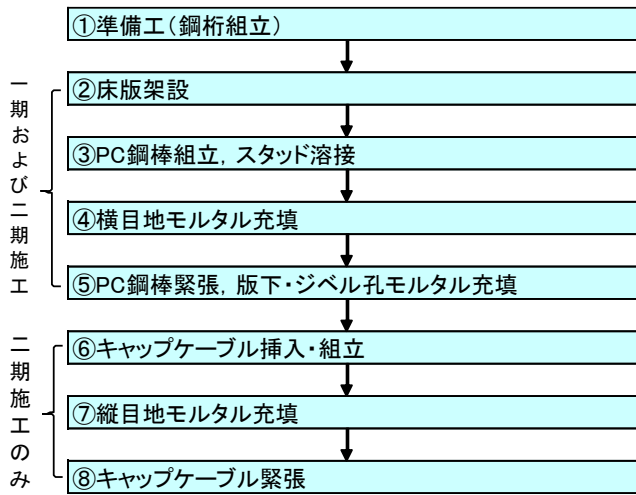 ①準備工(鋼桁組立)
一期および二期施工
②床版架設
③PC鋼棒組立, スタッド溶接
④横目地モルタル充填
⑤PC鋼棒緊張, 版下・ジベル孔モルタル充填
二期施工のみ
⑥キャップケーブル挿入・組立
⑦縦目地モルタル充填
⑧キャップケーブル緊張